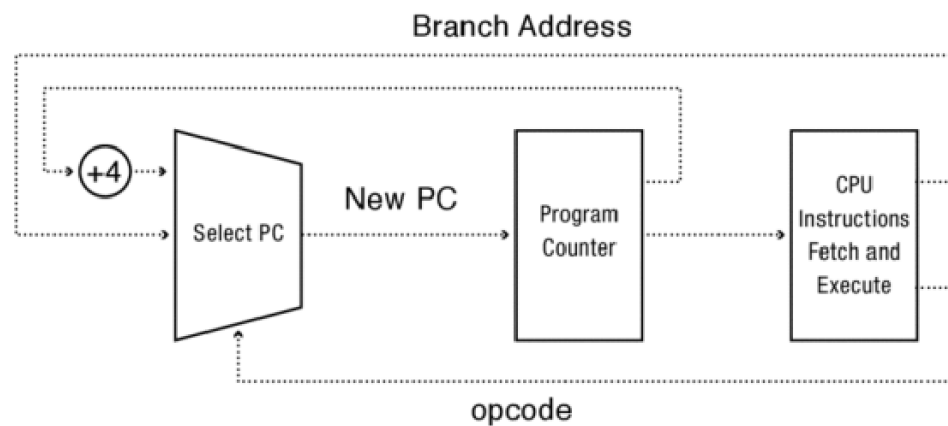 Branch Address
+4
Select PC
New PC
Program
Counter
CPU
Instructions
Fetch and
Execute
opcode